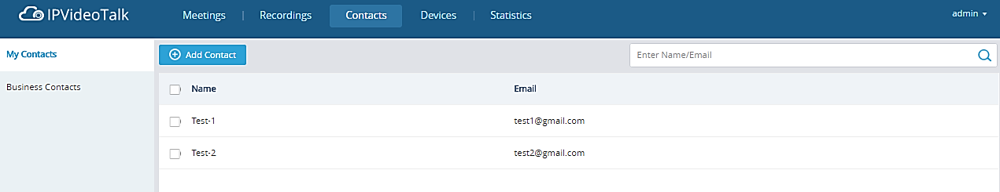 IPVideoTalk Meetings | Recordings Contacts Devices | Statistics admin
My Contacts
Add Contact
Enter Name/Email
Business Contacts
Name Email
Test-1 test1@gmail.com
Test-2 test2@gmail.com